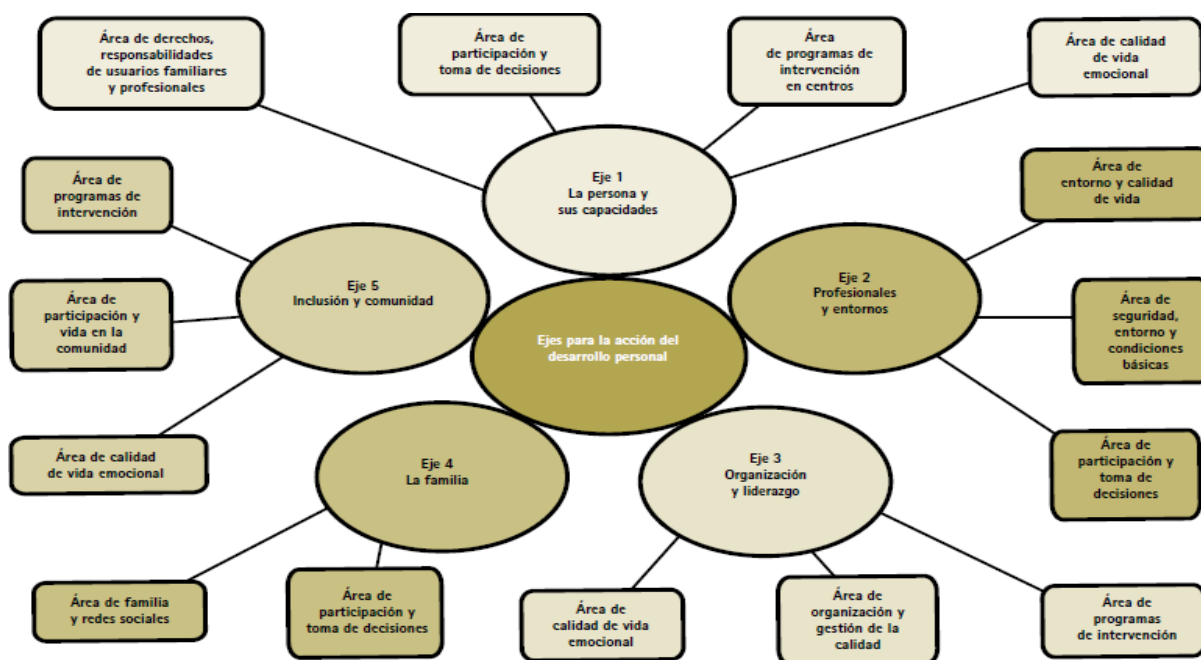 Área de derechos,
responsabilidades
de usuarios familiares
y profesionales
Área de
participación y
toma de decisiones
Área
de programas de
intervención
en centros
Área de calidad
de vida
emocional
Eje 1
La persona y
sus capacidades
Área de
programas de
intervención
Área de
entorno y calidad
de vida
Eje 5
Inclusión y comunidad
Eje 2
Profesionales
y entornos
Área de
participación y
vida en la
comunidad
Área de
seguridad,
entorno y
condiciones
básicas
Ejes para la acción del
desarrollo personal
Área de calidad
de vida emocional
Eje 4
La familia
Eje 3
Organización
y liderazgo
Área de
participación y
toma de
decisiones
Área de familia
y redes sociales
Área de
participación y
toma de decisiones
Área de
calidad de vida
emocional
Área de
organización y
gestión de la
calidad
Área de
programas
de intervención